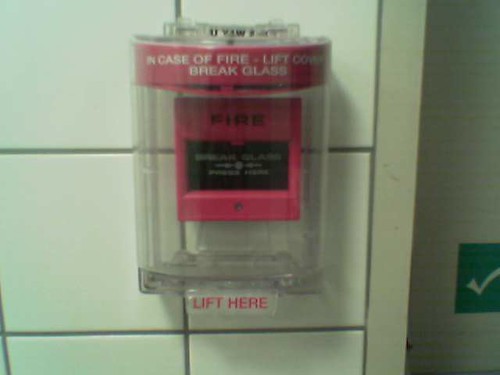 IN CASE OF FIRE - LIFT COVER
BREAK GLASS
FIRE
BREAK GLASS
PRESS HERE
LIFT HERE